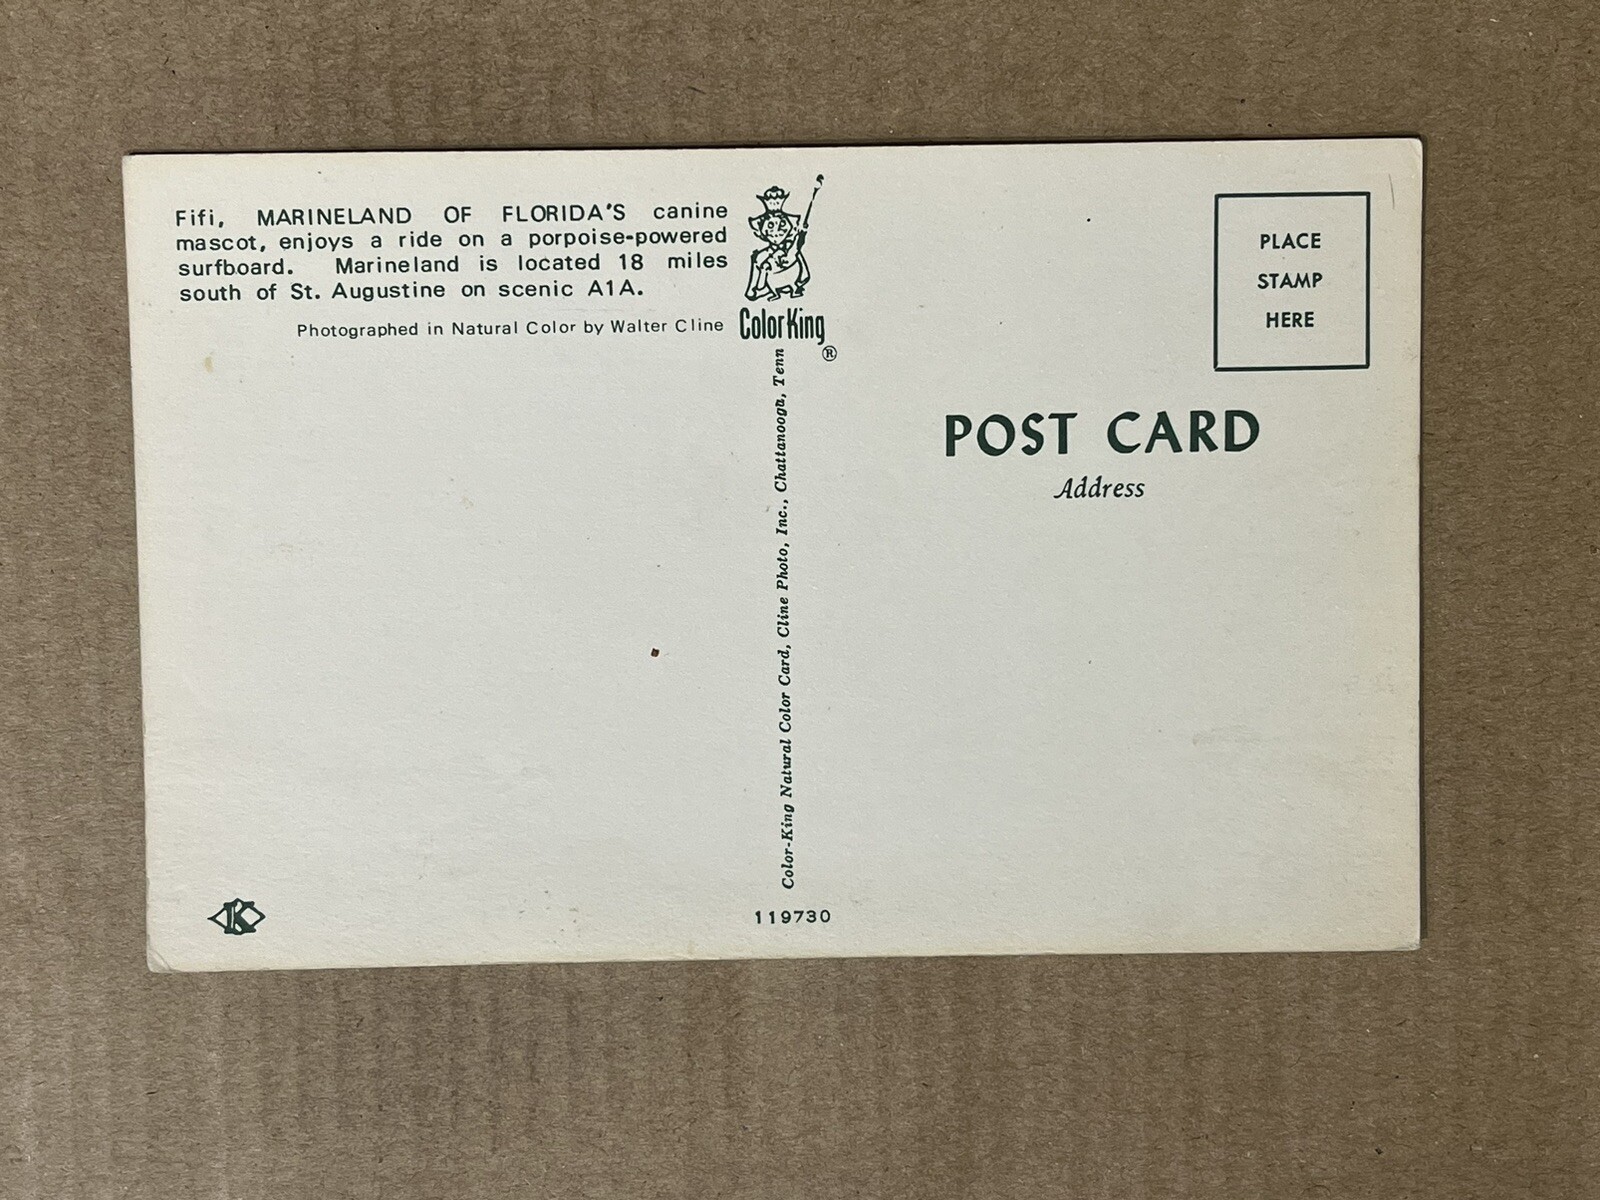 Fifi, MARINELAND OF FLORIDA'S canine
mascot, enjoys a ride on a porpoise-powered
surfboard. Marineland is located 18 miles
south of St. Augustine on scenic A1A.
Photographed in Natural Color by Walter Cline
ColorKing
®
Color-King Natural Color Card, Cline Photo, Inc., Chattanooga, Tenn
119730
K
PLACE
STAMP
HERE
POST CARD
Address